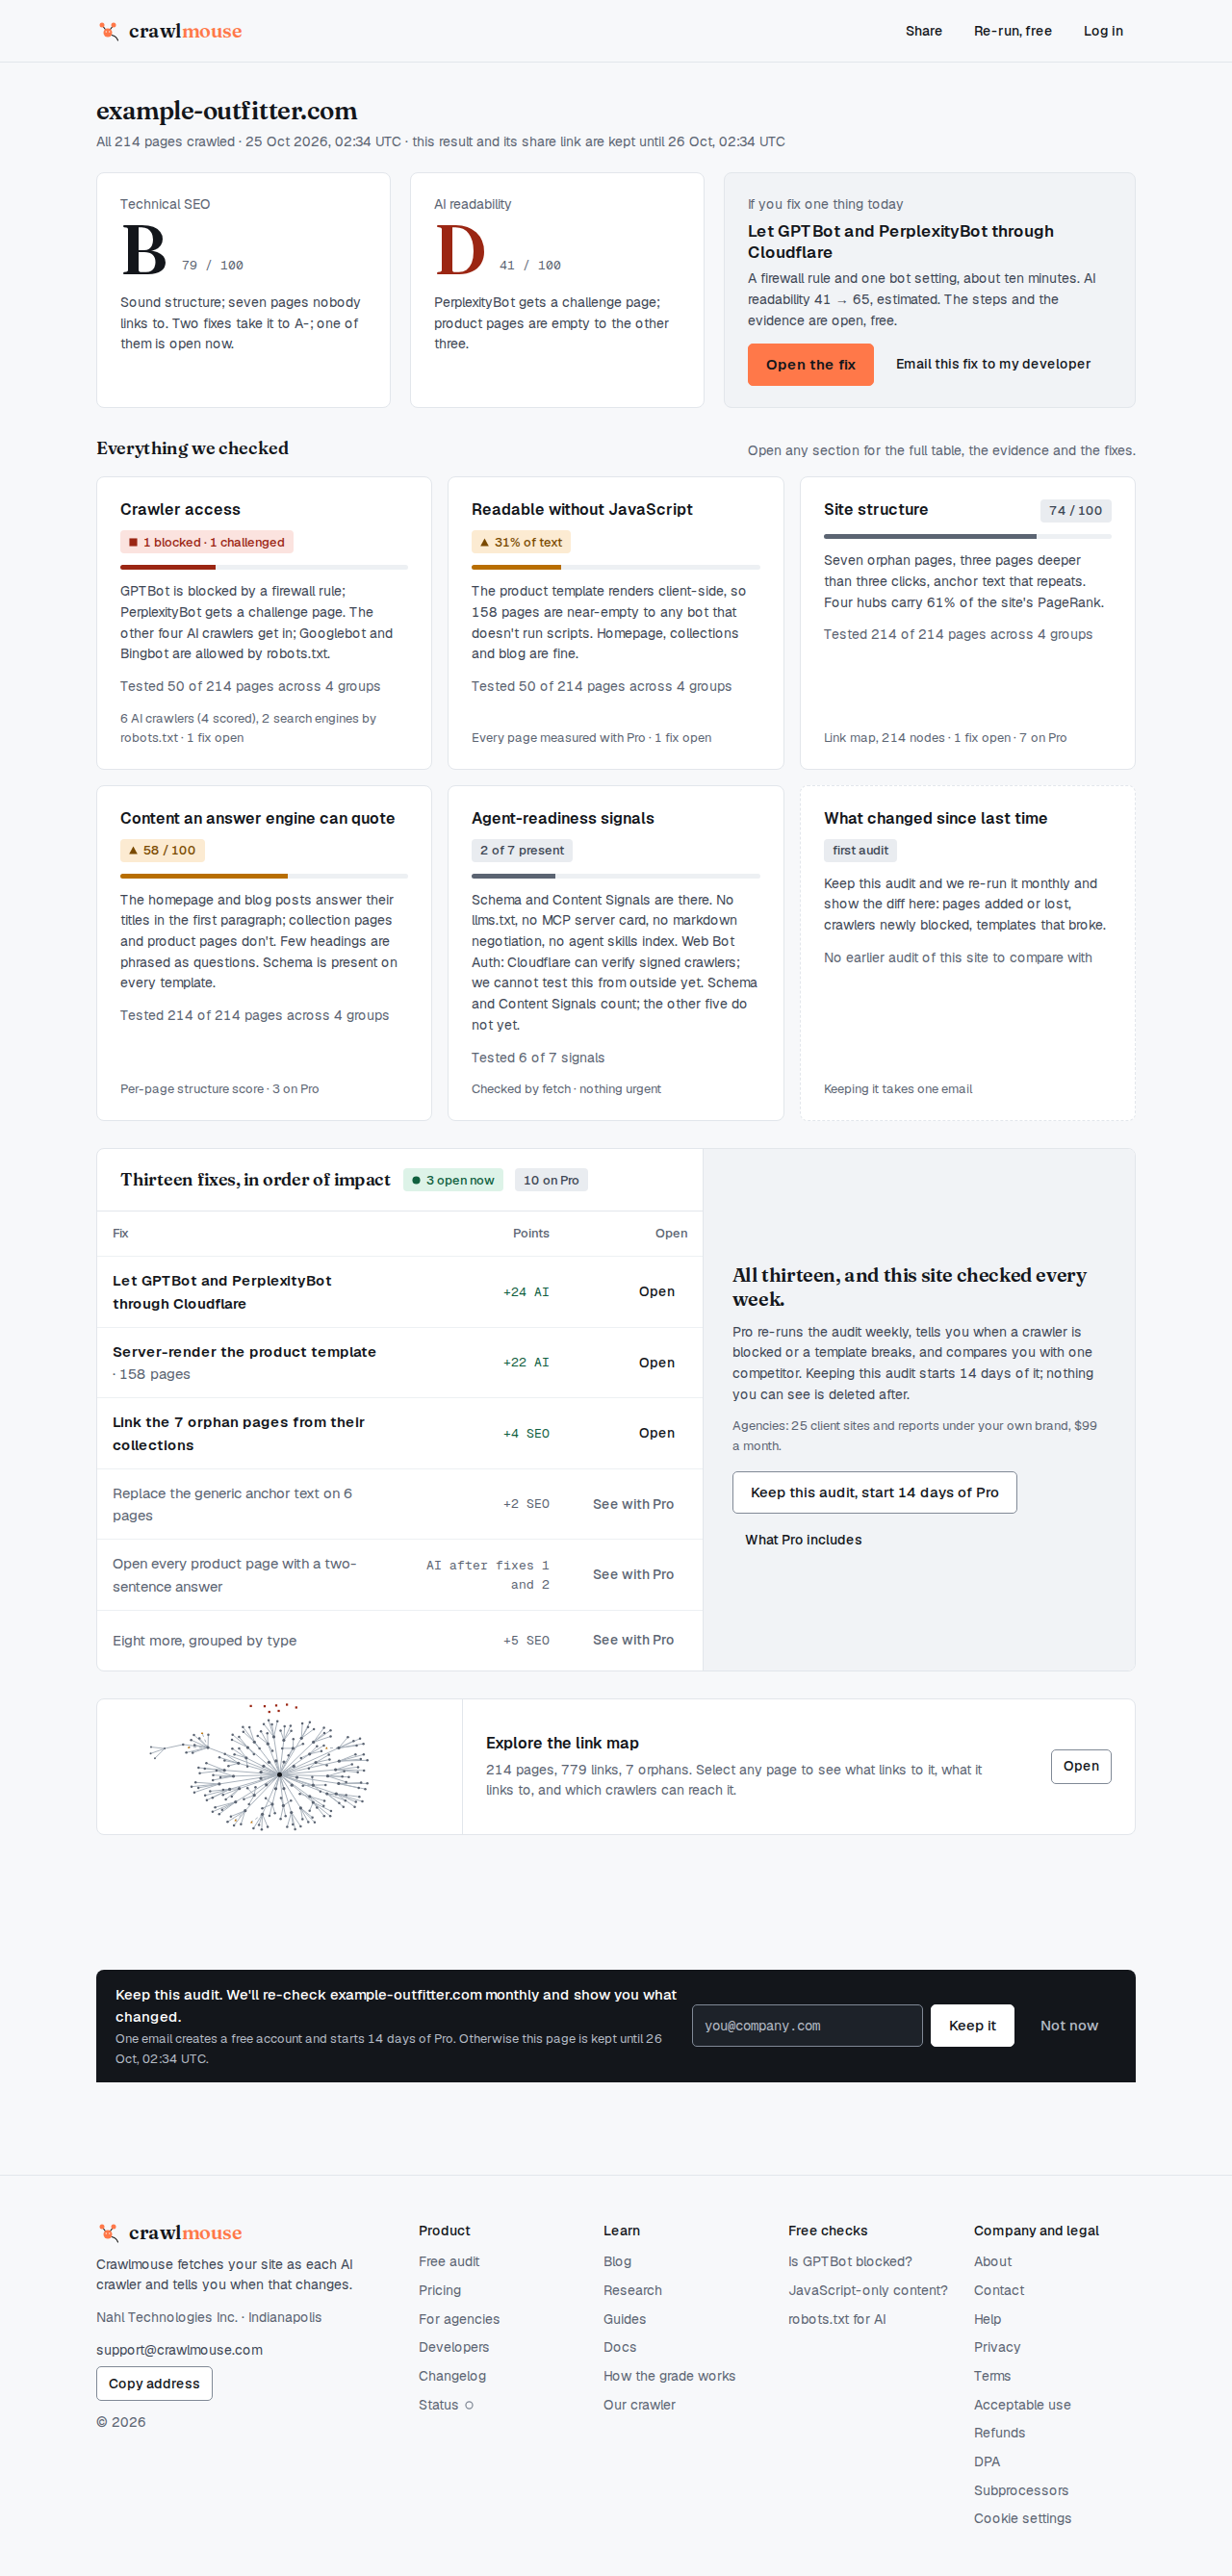 crawlmouse
Share
Re-run, free
Log in
example-outfitter.com
All 214 pages crawled · 25 Oct 2026, 02:34 UTC · this result and its share link are kept until 26 Oct, 02:34 UTC
Technical SEO
B 79 / 100
Sound structure; seven pages nobody
links to. Two fixes take it to A-; one of
them is open now.
AI readability
D 41 / 100
PerplexityBot gets a challenge page;
product pages are empty to the other
three.
If you fix one thing today
Let GPTBot and PerplexityBot through
Cloudflare
A firewall rule and one bot setting, about ten minutes. AI
readability 41 → 65, estimated. The steps and the
evidence are open, free.
Open the fix
Email this fix to my developer
Everything we checked
Open any section for the full table, the evidence and the fixes.
Crawler access
1 blocked · 1 challenged
GPTBot is blocked by a firewall rule;
PerplexityBot gets a challenge page. The
other four AI crawlers get in; Googlebot and
Bingbot are allowed by robots.txt.
Tested 50 of 214 pages across 4 groups
6 AI crawlers (4 scored), 2 search engines by
robots.txt · 1 fix open
Readable without JavaScript
31% of text
The product template renders client-side, so
158 pages are near-empty to any bot that
doesn't run scripts. Homepage, collections
and blog are fine.
Tested 50 of 214 pages across 4 groups
Every page measured with Pro · 1 fix open
Site structure
74 / 100
Seven orphan pages, three pages deeper
than three clicks, anchor text that repeats.
Four hubs carry 61% of the site's PageRank.
Tested 214 of 214 pages across 4 groups
Link map, 214 nodes · 1 fix open · 7 on Pro
Content an answer engine can quote
58 / 100
The homepage and blog posts answer their
titles in the first paragraph; collection pages
and product pages don't. Few headings are
phrased as questions. Schema is present on
every template.
Tested 214 of 214 pages across 4 groups
Per-page structure score · 3 on Pro
Agent-readiness signals
2 of 7 present
Schema and Content Signals are there. No
llms.txt, no MCP server card, no markdown
negotiation, no agent skills index. Web Bot
Auth: Cloudflare can verify signed crawlers;
we cannot test this from outside yet. Schema
and Content Signals count; the other five do
not yet.
Tested 6 of 7 signals
Checked by fetch · nothing urgent
What changed since last time
first audit
Keep this audit and we re-run it monthly and
show the diff here: pages added or lost,
crawlers newly blocked, templates that broke.
No earlier audit of this site to compare with
Keeping it takes one email
Thirteen fixes, in order of impact
3 open now
10 on Pro
Fix Points Open
Let GPTBot and PerplexityBot
through Cloudflare
+24 AI
Open
Server-render the product template
· 158 pages
+22 AI
Open
Link the 7 orphan pages from their
collections
+4 SEO
Open
Replace the generic anchor text on 6
pages
+2 SEO
See with Pro
Open every product page with a two-
sentence answer
AI after fixes 1
and 2
See with Pro
Eight more, grouped by type
+5 SEO
See with Pro
All thirteen, and this site checked every
week.
Pro re-runs the audit weekly, tells you when a crawler is
blocked or a template breaks, and compares you with one
competitor. Keeping this audit starts 14 days of it; nothing
you can see is deleted after.
Agencies: 25 client sites and reports under your own brand, $99
a month.
Keep this audit, start 14 days of Pro
What Pro includes
Explore the link map
214 pages, 779 links, 7 orphans. Select any page to see what links to it, what it
links to, and which crawlers can reach it.
Open
Keep this audit. We'll re-check example-outfitter.com monthly and show you what
changed.
One email creates a free account and starts 14 days of Pro. Otherwise this page is kept until 26
Oct, 02:34 UTC.
you@company.com
Keep it
Not now
crawlmouse
Crawlmouse fetches your site as each AI
crawler and tells you when that changes.
Nahl Technologies Inc. · Indianapolis
support@crawlmouse.com
Copy address
© 2026
Product
Free audit
Pricing
For agencies
Developers
Changelog
Status
Learn
Blog
Research
Guides
Docs
How the grade works
Our crawler
Free checks
Is GPTBot blocked?
JavaScript-only content?
robots.txt for AI
Company and legal
About
Contact
Help
Privacy
Terms
Acceptable use
Refunds
DPA
Subprocessors
Cookie settings